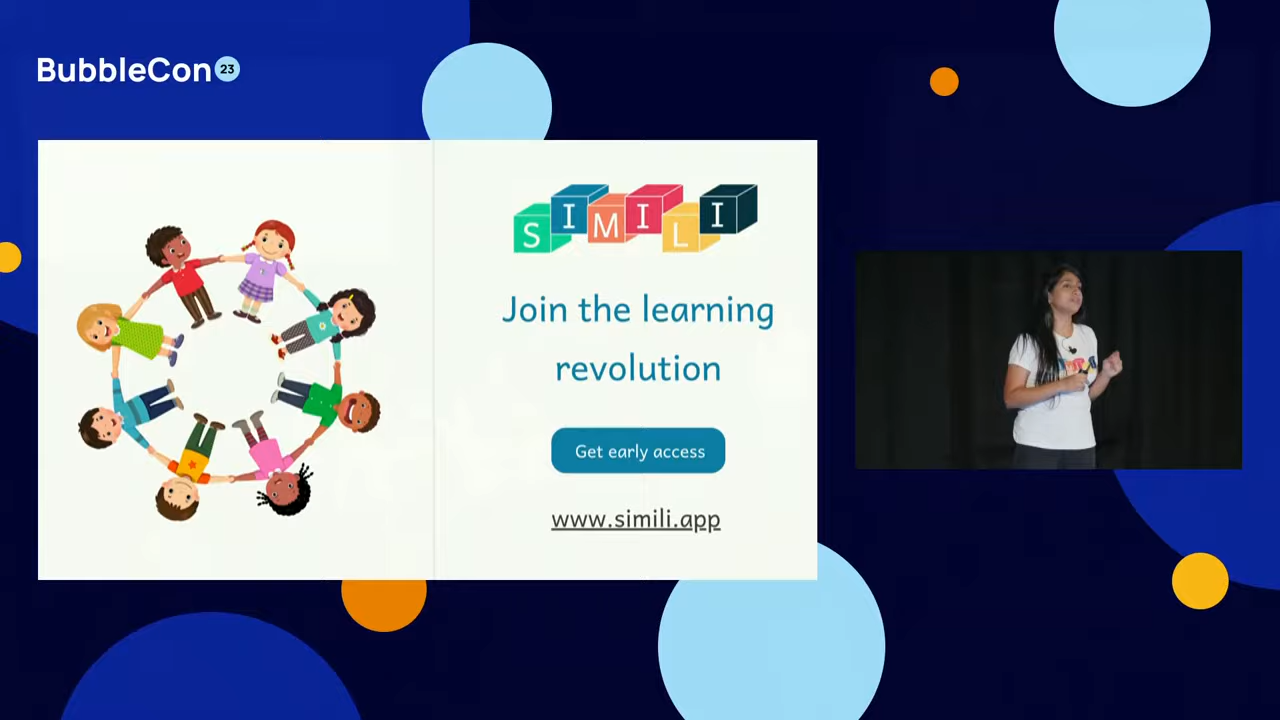 BubbleCon 23
SIMILI
Join the learning
revolution
Get early access
www.simili.app